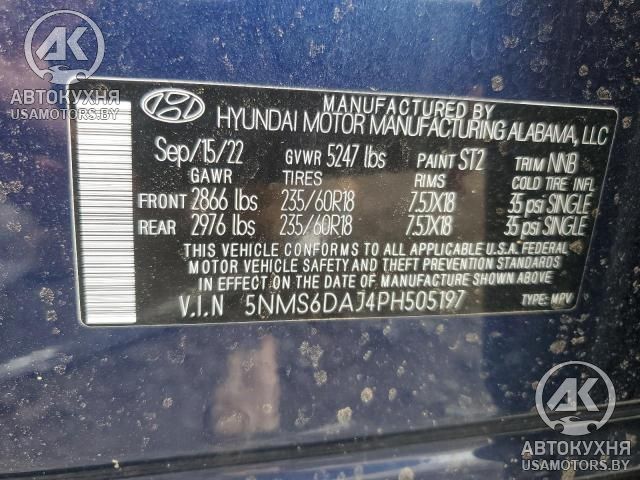 AK
АВТОКУХНЯ
USAMOTORS.BY
MANUFACTURED BY
HYUNDAI MOTOR MANUFACTURING ALABAMA, LLC
Sep/15/22 GVWR 5247 lbs PAINT ST2 TRIM NNB
GAWR TIRES RIMS COLD TIRE INFL
FRONT 2866 lbs 235/60R18 7.5JX18 35 psi SINGLE
REAR 2976 lbs 235/60R18 7.5JX18 35 psi SINGLE
THIS VEHICLE CONFORMS TO ALL APPLICABLE U.S.A. FEDERAL
MOTOR VEHICLE SAFETY AND THEFT PREVENTION STANDARDS
IN EFFECT ON THE DATE OF MANUFACTURE SHOWN ABOVE.
V.I.N 5NMS6DAJ4PH505197 TYPE: MPV
AK
АВТОКУХНЯ
USAMOTORS.BY